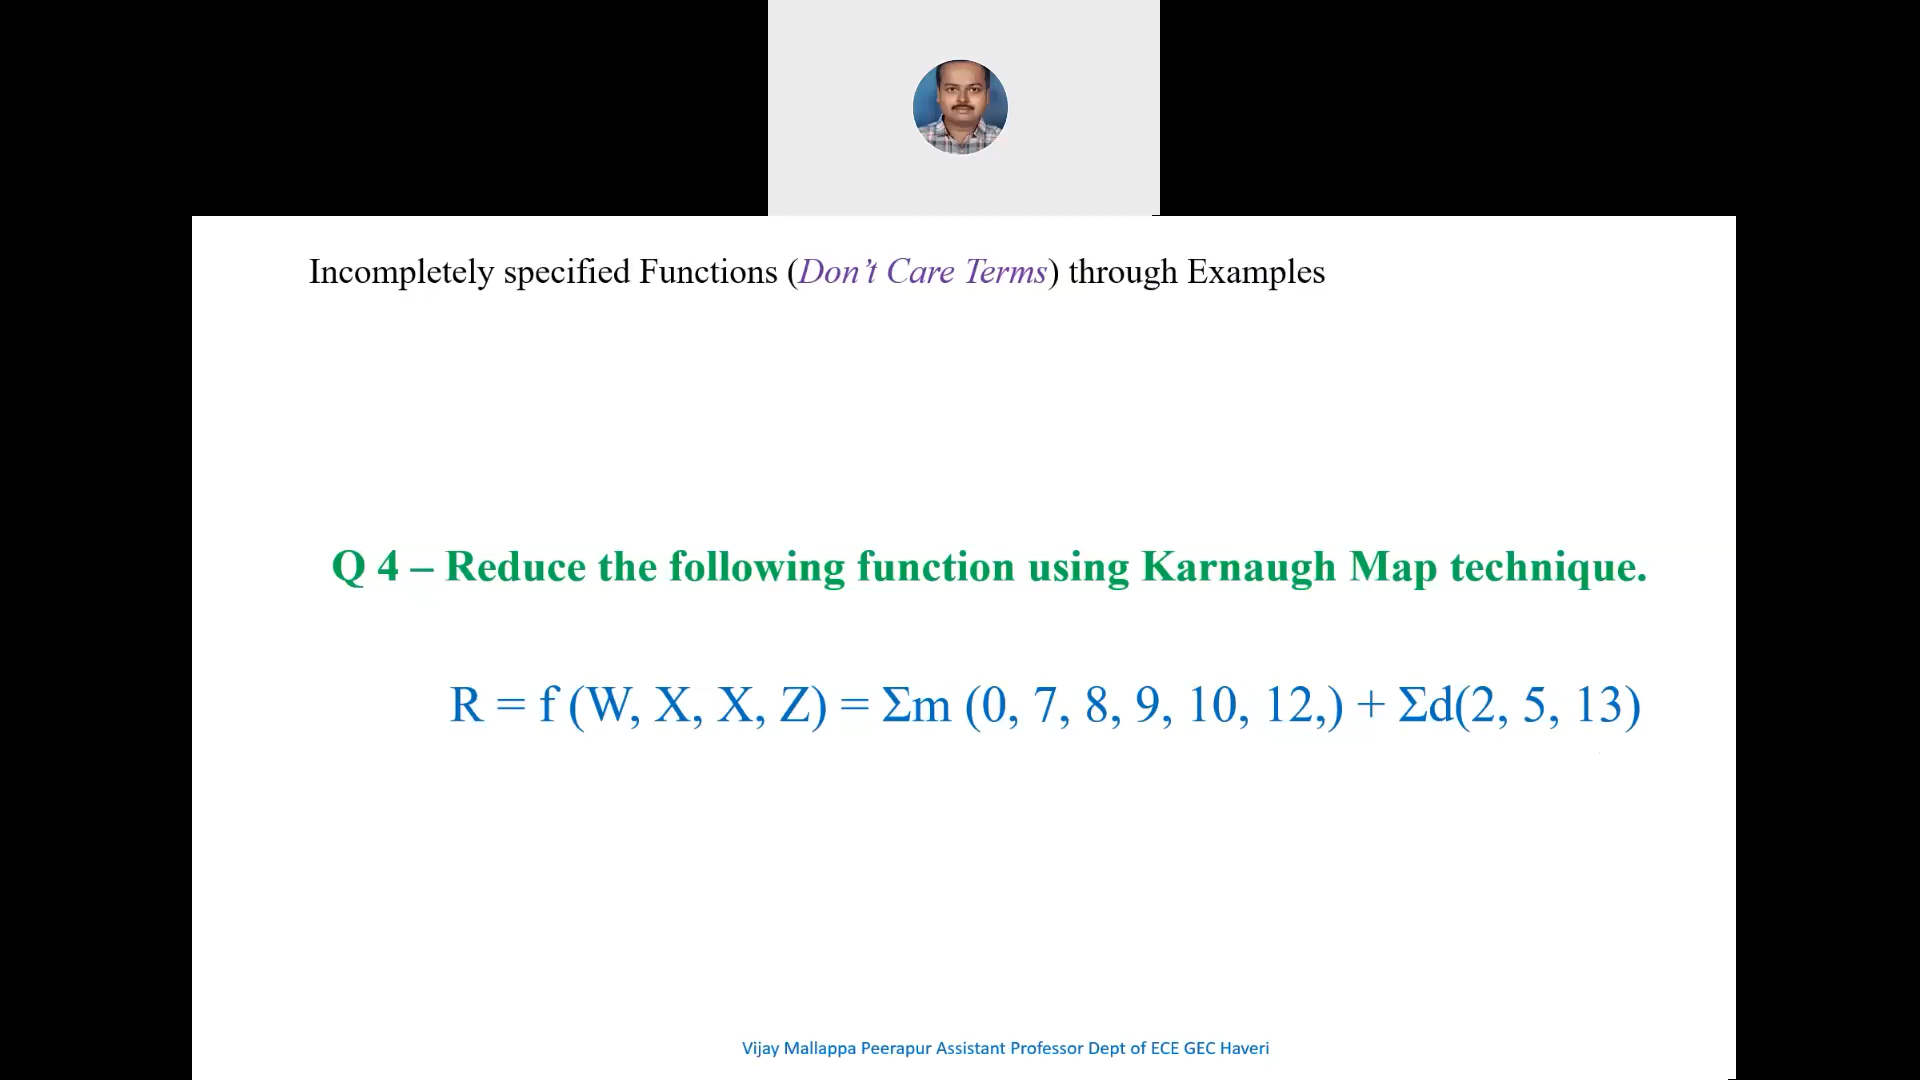 Incompletely specified Functions (Don’t Care Terms) through Examples
Q 4 – Reduce the following function using Karnaugh Map technique.
R = f (W, X, X, Z) = Σm (0, 7, 8, 9, 10, 12,) + Σd(2, 5, 13)
Vijay Mallappa Peerapur Assistant Professor Dept of ECE GEC Haveri